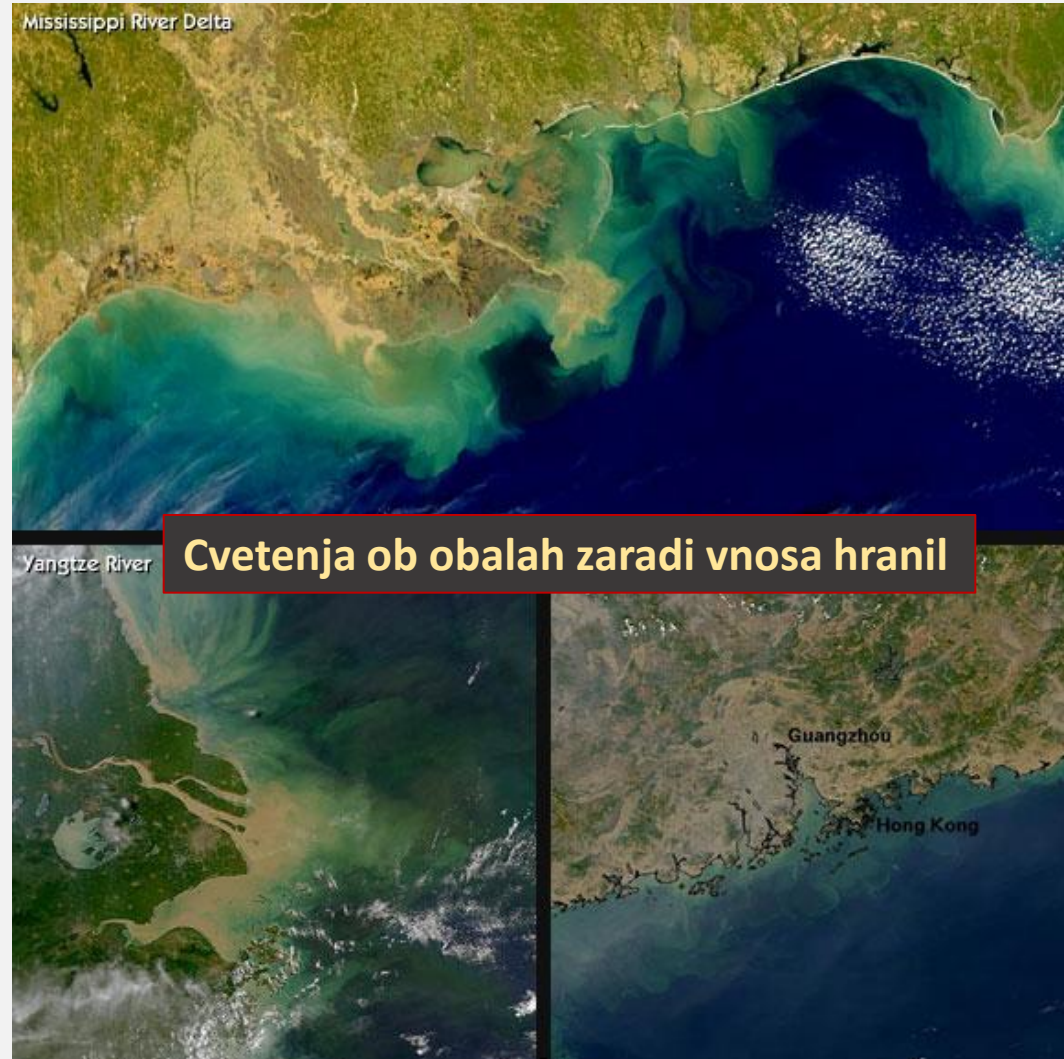 Mississippi River Delta
Cvetenja ob obalah zaradi vnosa hranil
Yangtze River
Guangzhou
Hong Kong